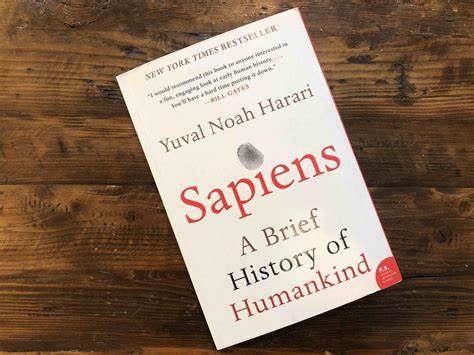 NEW YORK TIMES BESTSELLER
"I would recommend this book to anyone interested in
a fun, engaging look at early human history. . . .
You'll have a hard time putting it down."
—BILL GATES
Yuval Noah Harari
Sapiens
A Brief
History of
Humankind
P.S.